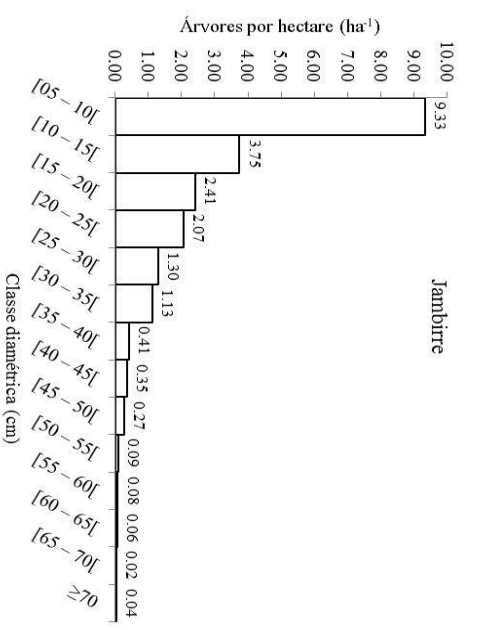 Jambirre
Árvores por hectare (ha-1)
10.00
9.00
8.00
7.00
6.00
5.00
4.00
3.00
2.00
1.00
0.00
9.33
3.75
2.41
2.07
1.30
1.13
0.41
0.35
0.27
0.09
0.08
0.06
0.02
0.04
[05 – 10[
[10 – 15[
[15 – 20[
[20 – 25[
[25 – 30[
[30 – 35[
[35 – 40[
[40 – 45[
[45 – 50[
[50 – 55[
[55 – 60[
[60 – 65[
[65 – 70[
≥70
Classe diamétrica (cm)